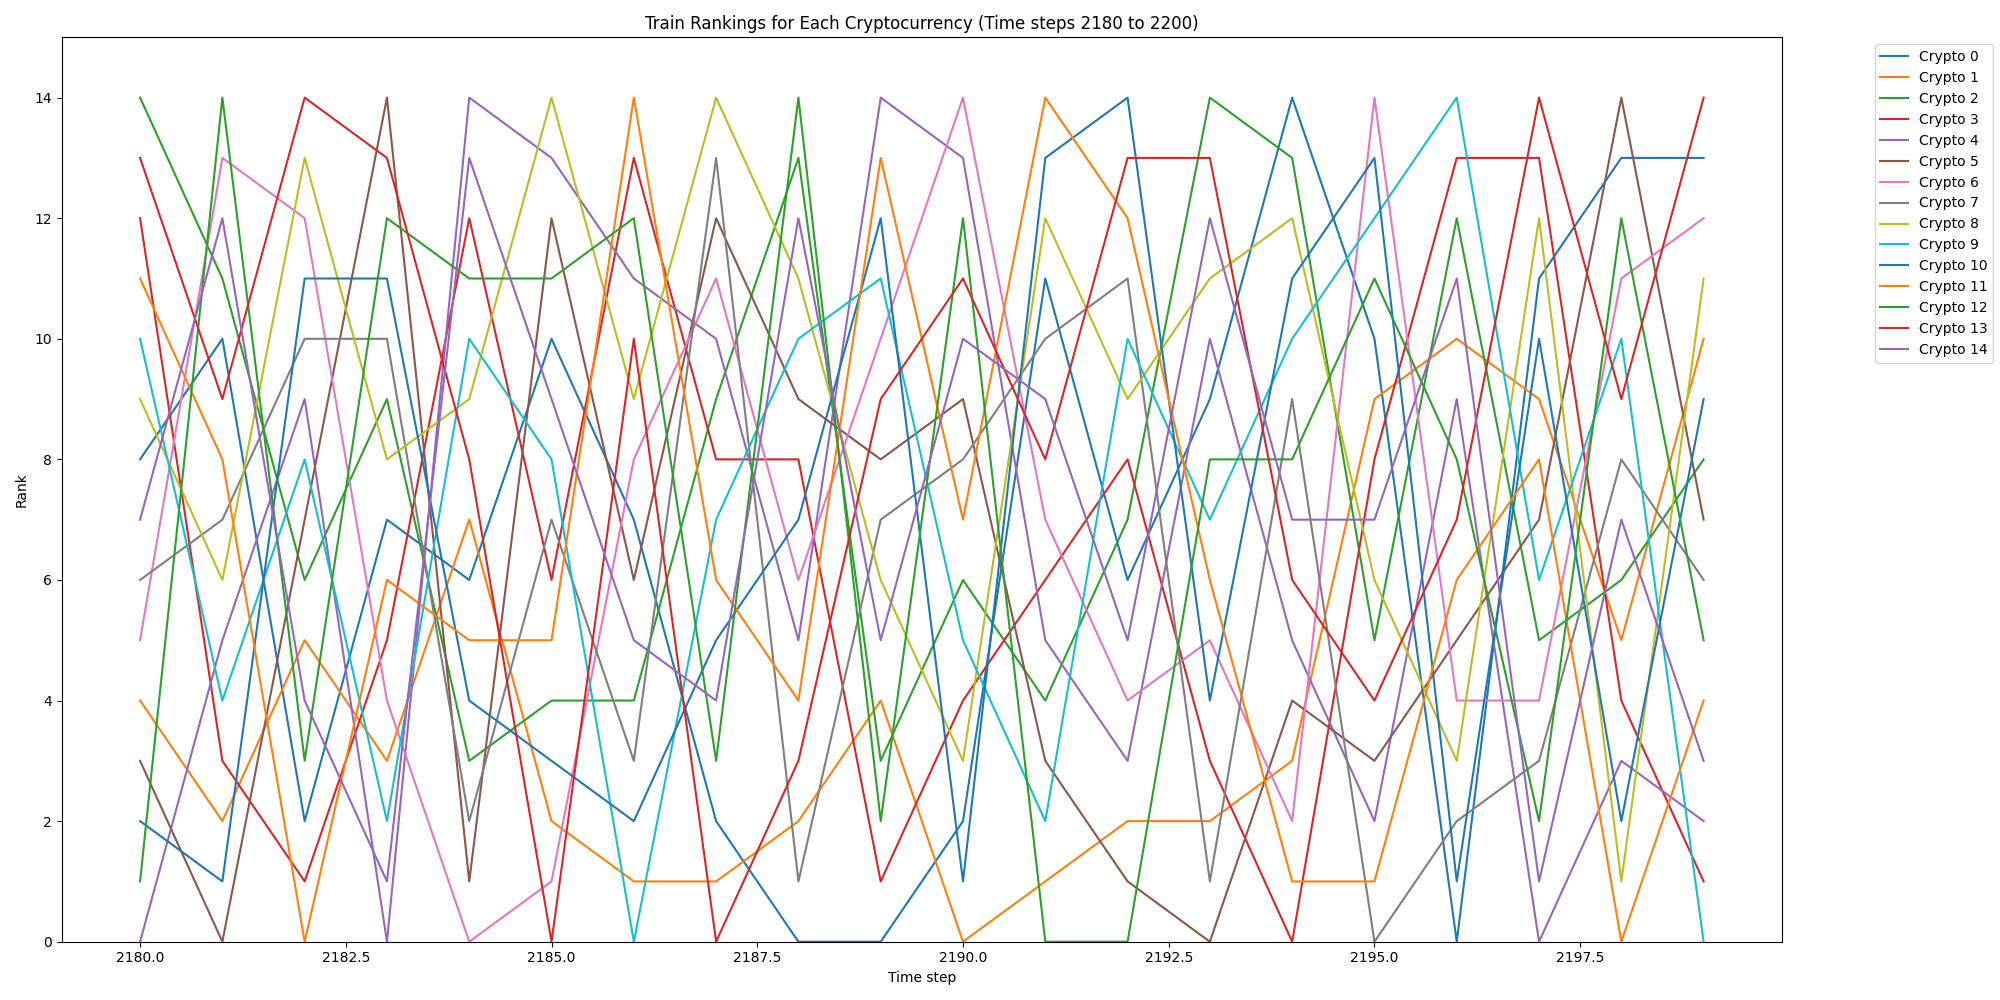 Train Rankings for Each Cryptocurrency (Time steps 2180 to 2200)
Rank
14
12
10
8
6
4
2
0
2180.0
2182.5
2185.0
2187.5
2190.0
2192.5
2195.0
2197.5
Time step
Crypto 0
Crypto 1
Crypto 2
Crypto 3
Crypto 4
Crypto 5
Crypto 6
Crypto 7
Crypto 8
Crypto 9
Crypto 10
Crypto 11
Crypto 12
Crypto 13
Crypto 14